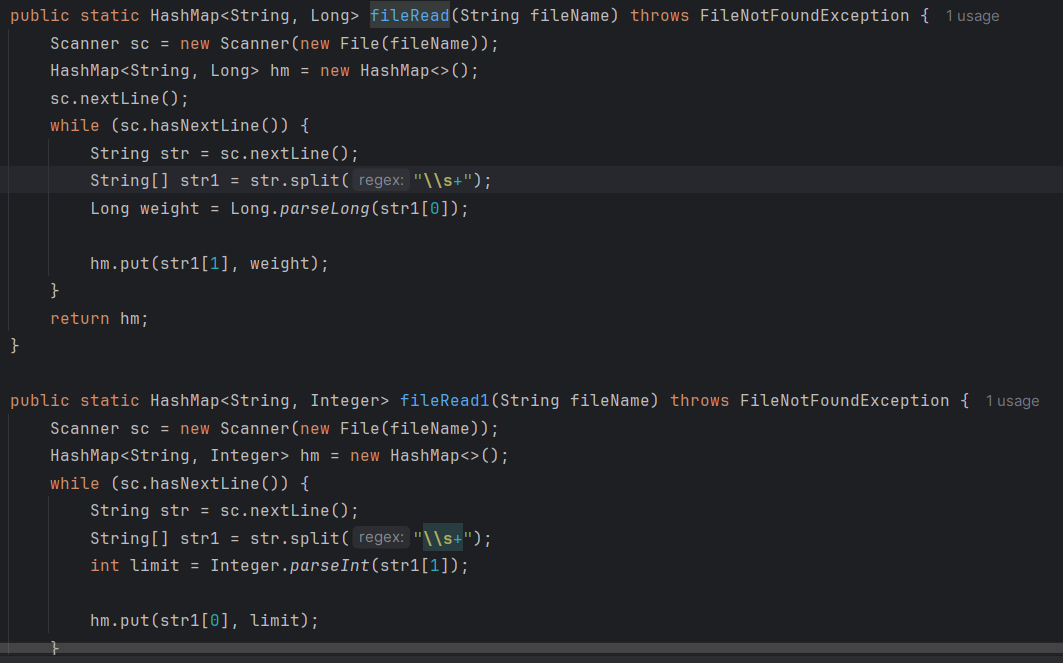 public static HashMap<String, Long> fileRead(String fileName) throws FileNotFoundException {  1 usage
    Scanner sc = new Scanner(new File(fileName));
    HashMap<String, Long> hm = new HashMap<>();
    sc.nextLine();
    while (sc.hasNextLine()) {
        String str = sc.nextLine();
        String[] str1 = str.split( regex: "\\s+");
        Long weight = Long.parseLong(str1[0]);

        hm.put(str1[1], weight);
    }
    return hm;
}

public static HashMap<String, Integer> fileRead1(String fileName) throws FileNotFoundException {  1 usage
    Scanner sc = new Scanner(new File(fileName));
    HashMap<String, Integer> hm = new HashMap<>();
    while (sc.hasNextLine()) {
        String str = sc.nextLine();
        String[] str1 = str.split( regex: "\\s+");
        int limit = Integer.parseInt(str1[1]);

        hm.put(str1[0], limit);
    }